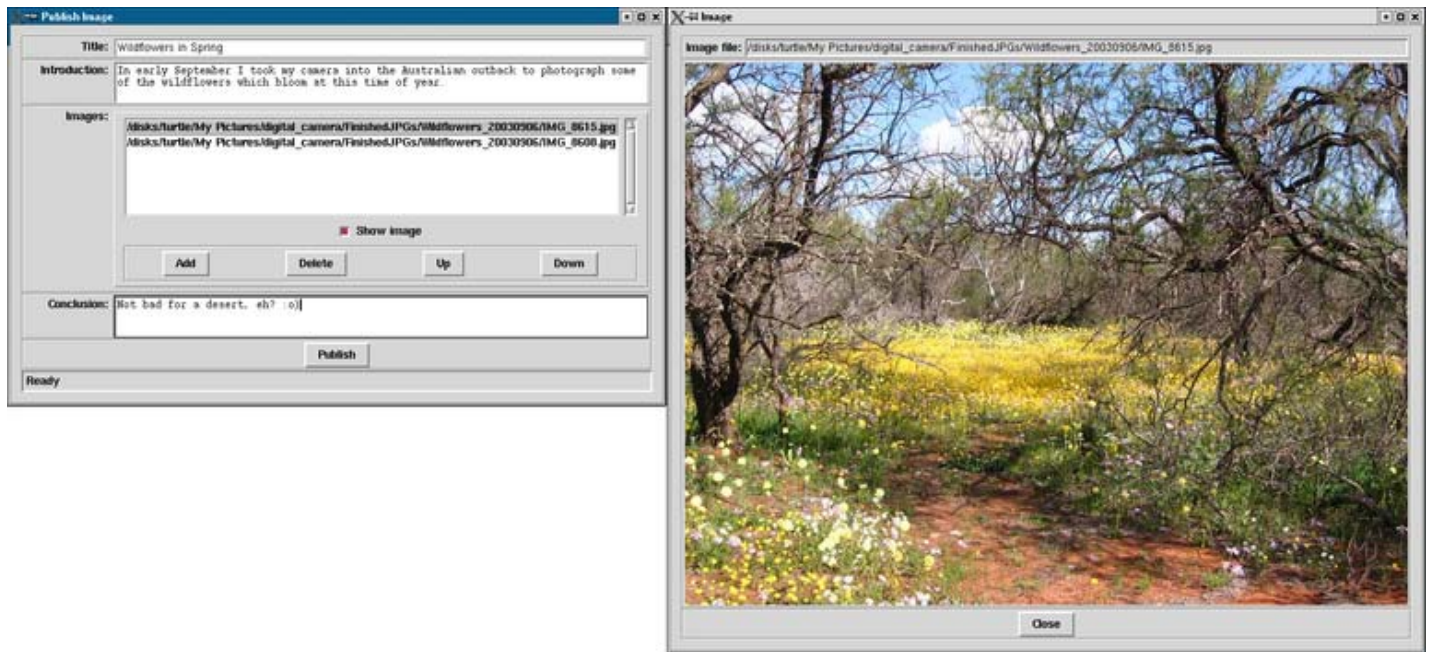 Publish Image
Title: Wildflowers in Spring
Introduction: In early September I took my camera into the Australian outback to photograph some
of the wildflowers which bloom at this time of year.
Images:
/disks/turtle/My Pictures/digital_camera/FinishedJPGs/Wildflowers_20030906/IMG_8615.jpg
/disks/turtle/My Pictures/digital_camera/FinishedJPGs/Wildflowers_20030906/IMG_8608.jpg
Show image
Add Delete Up Down
Conclusion: Not bad for a desert, eh? :o)
Publish
Ready
Image
Image file: /disks/turtle/My Pictures/digital_camera/FinishedJPGs/Wildflowers_20030906/IMG_8615.jpg
Close